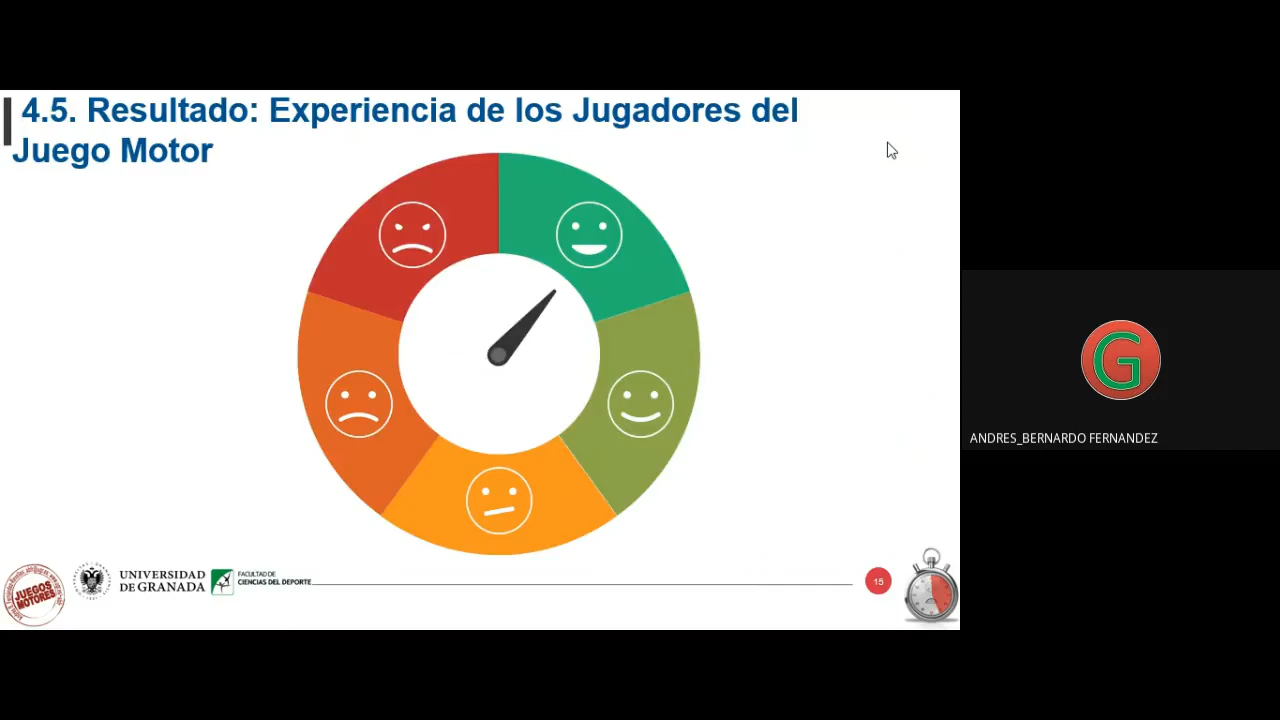 4.5. Resultado: Experiencia de los Jugadores del
Juego Motor
G
ANDRES_BERNARDO FERNANDEZ
JUEGOS
MOTORES
UNIVERSIDAD
DE GRANADA
FACULTAD DE
CIENCIAS DEL DEPORTE
15